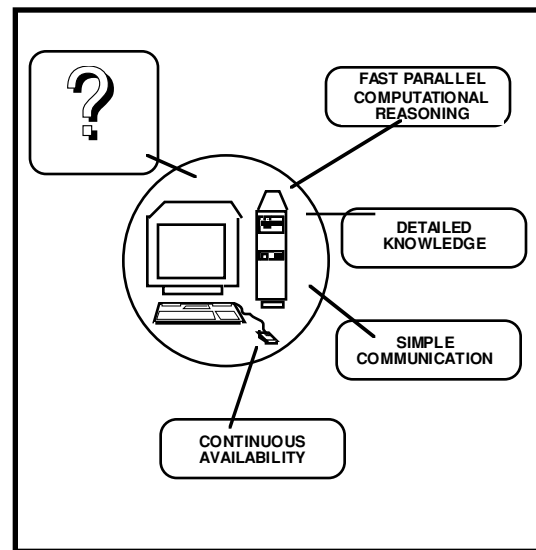 ?
FAST PARALLEL
COMPUTATIONAL
REASONING
DETAILED
KNOWLEDGE
SIMPLE
COMMUNICATION
CONTINUOUS
AVAILABILITY